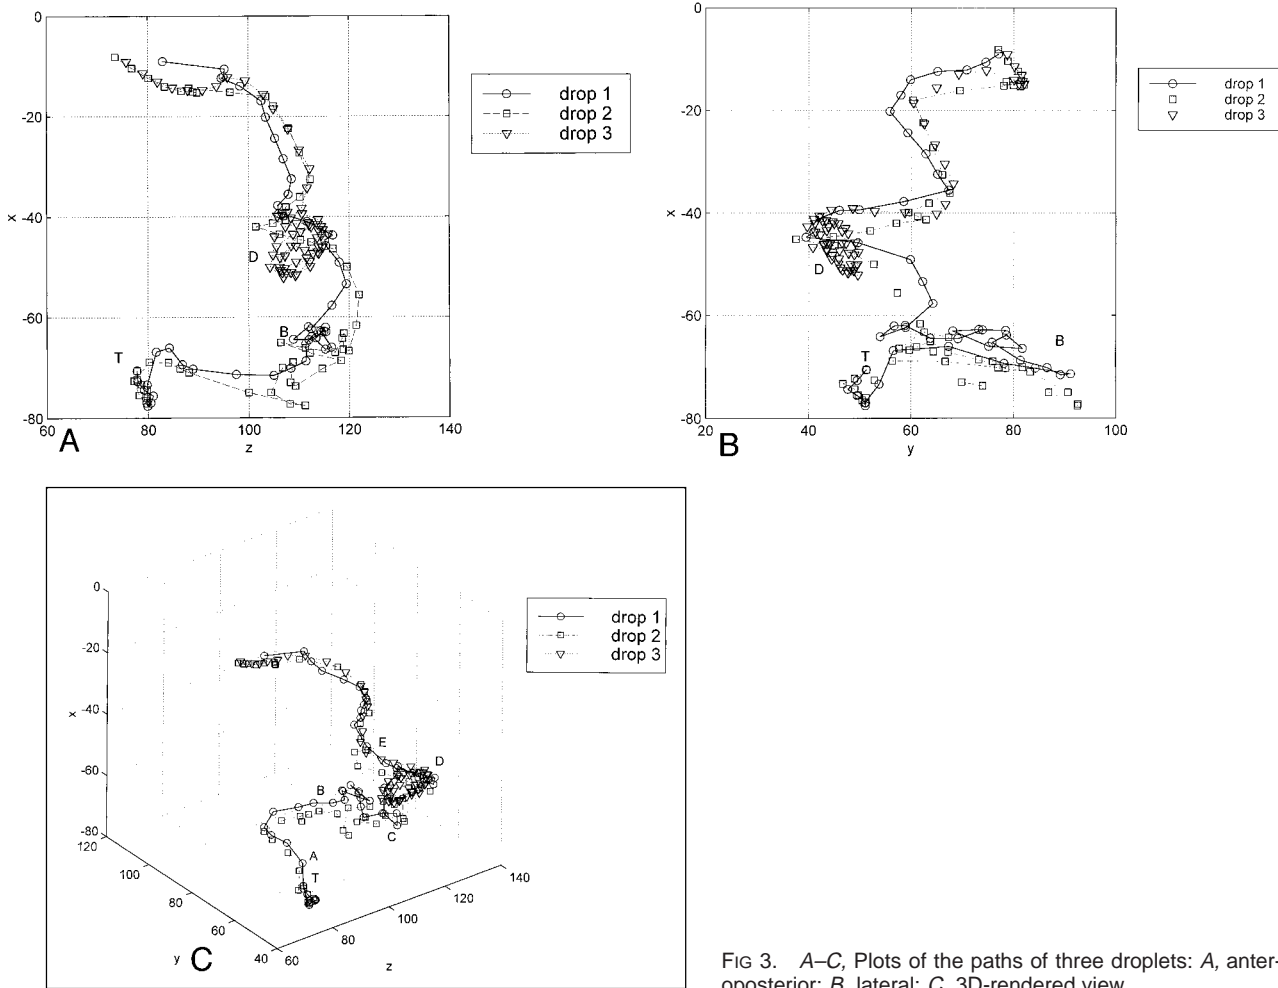 0
-20
x
-40
-60
-80
60
80
100
120
140
z
A
D
B
T
drop 1
drop 2
drop 3
0
-20
x
-40
-60
-80
20
40
60
80
100
y
B
D
T
B
drop 1
drop 2
drop 3
0
-20
x
-40
-60
-80
120
100
80
60
40
y
C
60
80
100
120
140
z
E
D
B
C
A
T
drop 1
drop 2
drop 3
FIG 3. A–C, Plots of the paths of three droplets: A, anter-
oposterior; B, lateral; C, 3D-rendered view.